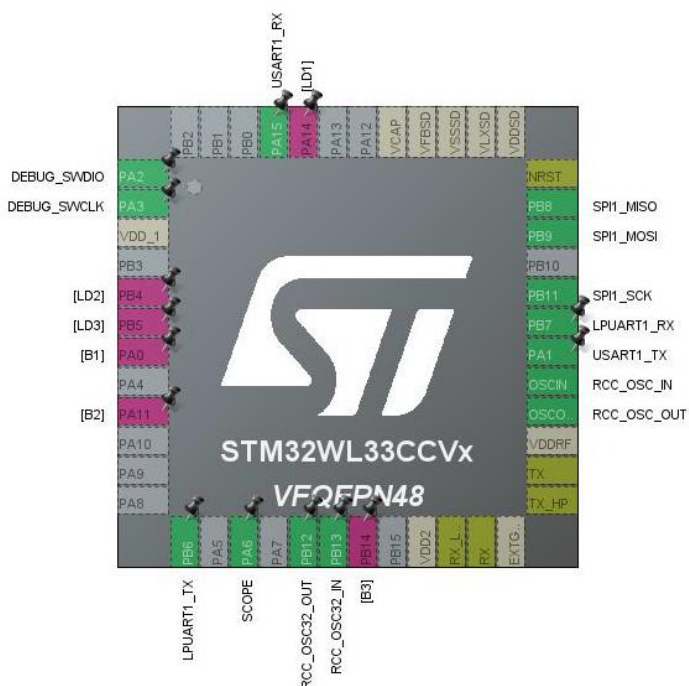 USART1_RX
[LD1]
PB2
PB1
PB0
PA15
PA14
PA13
PA12
VCAP
VFBSD
VSSSD
VLXSD
VDDSD
DEBUG_SWDIO PA2
DEBUG_SWCLK PA3
VDD_1
PB3
[LD2] PB4
[LD3] PB5
[B1] PA0
PA4
[B2] PA11
PA10
PA9
PA8
NRST
PB8 SPI1_MISO
PB9 SPI1_MOSI
PB10
PB11 SPI1_SCK
PB7 LPUART1_RX
PA1 USART1_TX
OSCIN RCC_OSC_IN
OSCO.. RCC_OSC_OUT
VDDRF
TX
TX_HP
ST
STM32WL33CCVx
VFQFPN48
PB6
PA5
PA6
PA7
PB12
PB13
PB14
PB15
VDD2
RX_L..
RX
EXTG..
LPUART1_TX
SCOPE
RCC_OSC32_OUT
RCC_OSC32_IN
[B3]